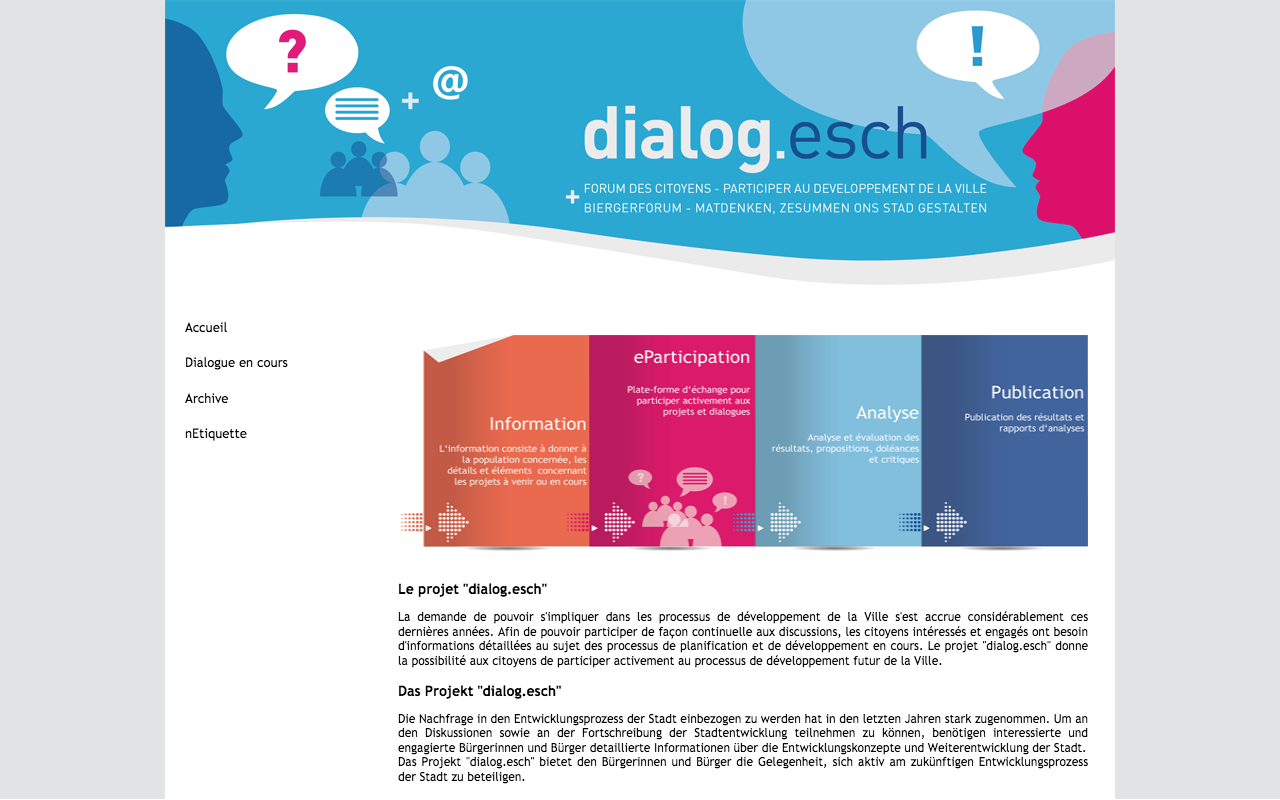 ?
!
@
+
dialog.esch
+ FORUM DES CITOYENS - PARTICIPER AU DEVELOPPEMENT DE LA VILLE
BIERGERFORUM - MATDENKEN, ZESUMMEN ONS STAD GESTALTEN
Accueil
Dialogue en cours
Archive
nEtiquette
Information
L'information consiste à donner à
la population concernée, les
détails et éléments concernant
les projets à venir ou en cours
eParticipation
Plate-forme d'échange pour
participer activement aux
projets et dialogues
?
!
Analyse
Analyse et évaluation des
résultats, propositions, doléances
et critiques
Publication
Publication des résultats et
rapports d'analyses
Le projet "dialog.esch"
La demande de pouvoir s'impliquer dans les processus de développement de la Ville s'est accrue considérablement ces
dernières années. Afin de pouvoir participer de façon continuelle aux discussions, les citoyens intéressés et engagés ont besoin
d'informations détaillées au sujet des processus de planification et de développement en cours. Le projet "dialog.esch" donne
la possibilité aux citoyens de participer activement au processus de développement futur de la Ville.
Das Projekt "dialog.esch"
Die Nachfrage in den Entwicklungsprozess der Stadt einbezogen zu werden hat in den letzten Jahren stark zugenommen. Um an
den Diskussionen sowie an der Fortschreibung der Stadtentwicklung teilnehmen zu können, benötigen interessierte und
engagierte Bürgerinnen und Bürger detaillierte Informationen über die Entwicklungskonzepte und Weiterentwicklung der Stadt.
Das Projekt "dialog.esch" bietet den Bürgerinnen und Bürger die Gelegenheit, sich aktiv am zukünftigen Entwicklungsprozess
der Stadt zu beteiligen.